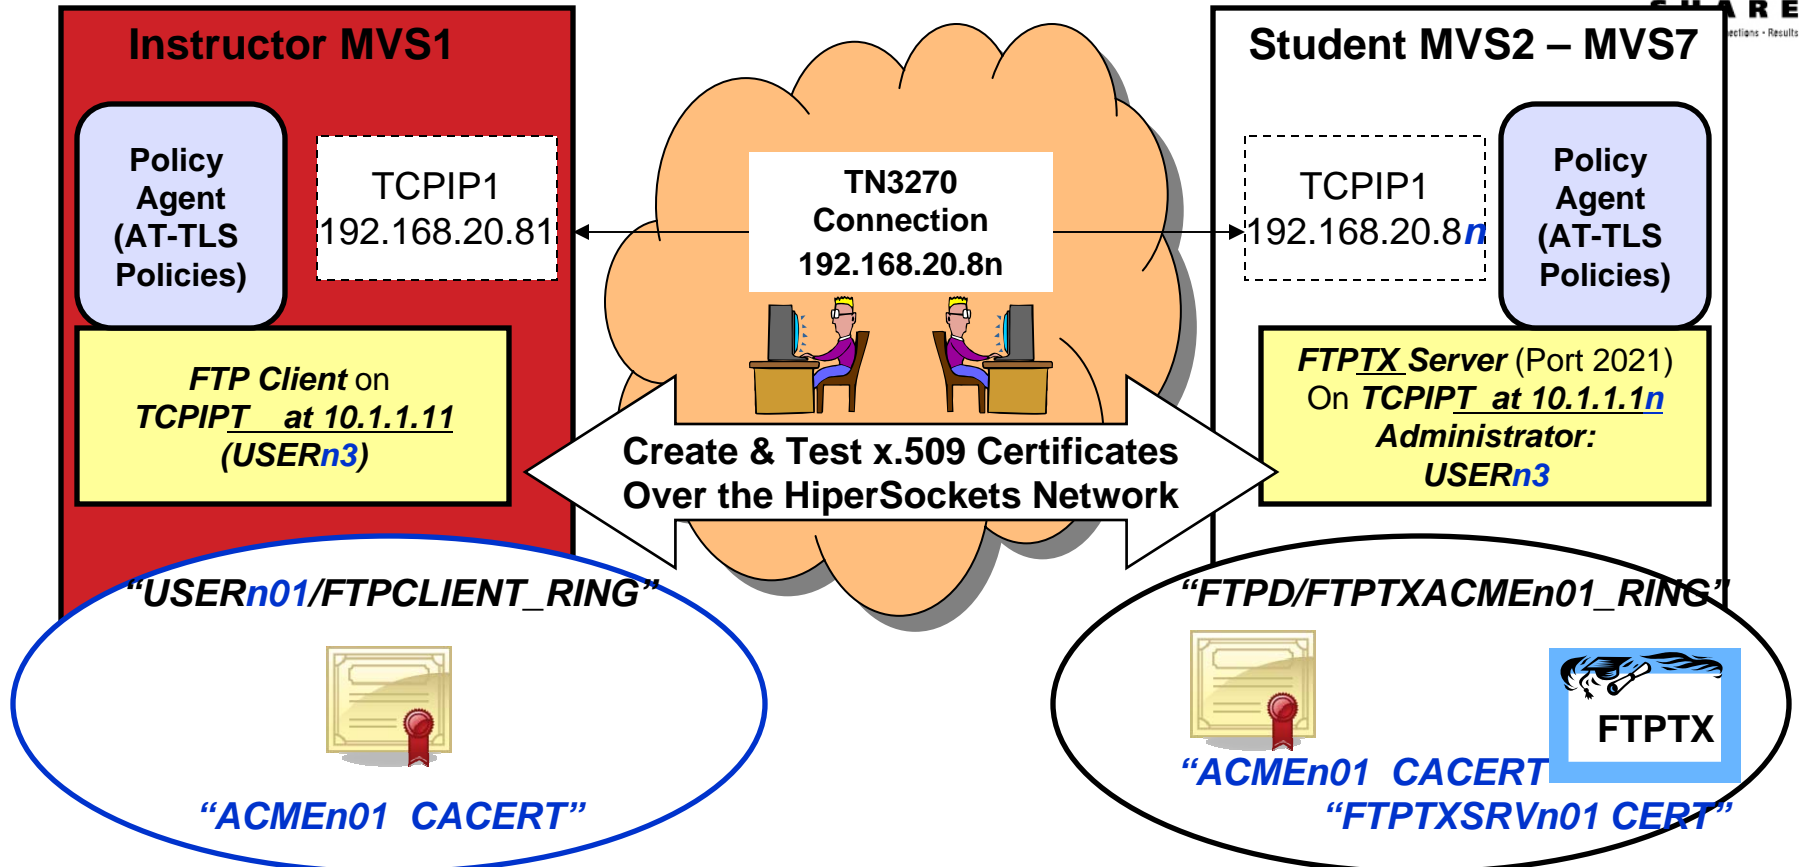 SHARE
ections • Results
Instructor MVS1
Policy
Agent
(AT-TLS
Policies)
TCPIP1
192.168.20.81
FTP Client on
TCPIPT at 10.1.1.11
(USERn3)
TN3270
Connection
192.168.20.8n
Create & Test x.509 Certificates
Over the HiperSockets Network
Student MVS2 – MVS7
TCPIP1
192.168.20.8n
Policy
Agent
(AT-TLS
Policies)
FTPTX Server (Port 2021)
On TCPIPT at 10.1.1.1n
Administrator:
USERn3
“USERn01/FTPCLIENT_RING”
“ACMEn01 CACERT”
“FTPD/FTPTXACMEn01_RING”
FTPTX
“ACMEn01 CACERT
“FTPTXSRVn01 CERT”